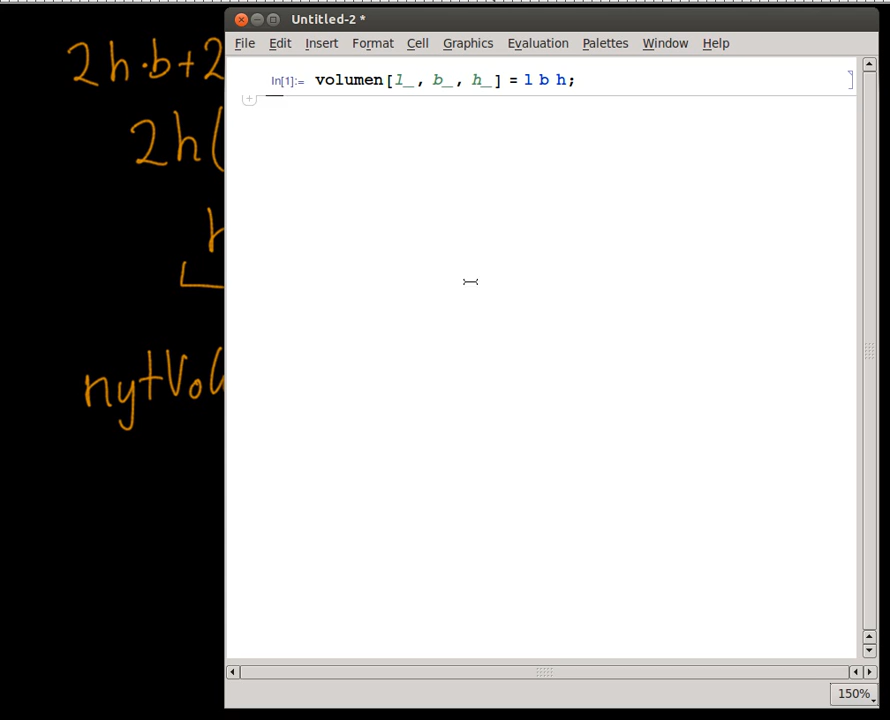 Untitled-2 *
File Edit Insert Format Cell Graphics Evaluation Palettes Window Help
In[1]:= volumen[l_, b_, h_] = l b h;
2h·b+2
2h(
nytVol
150%